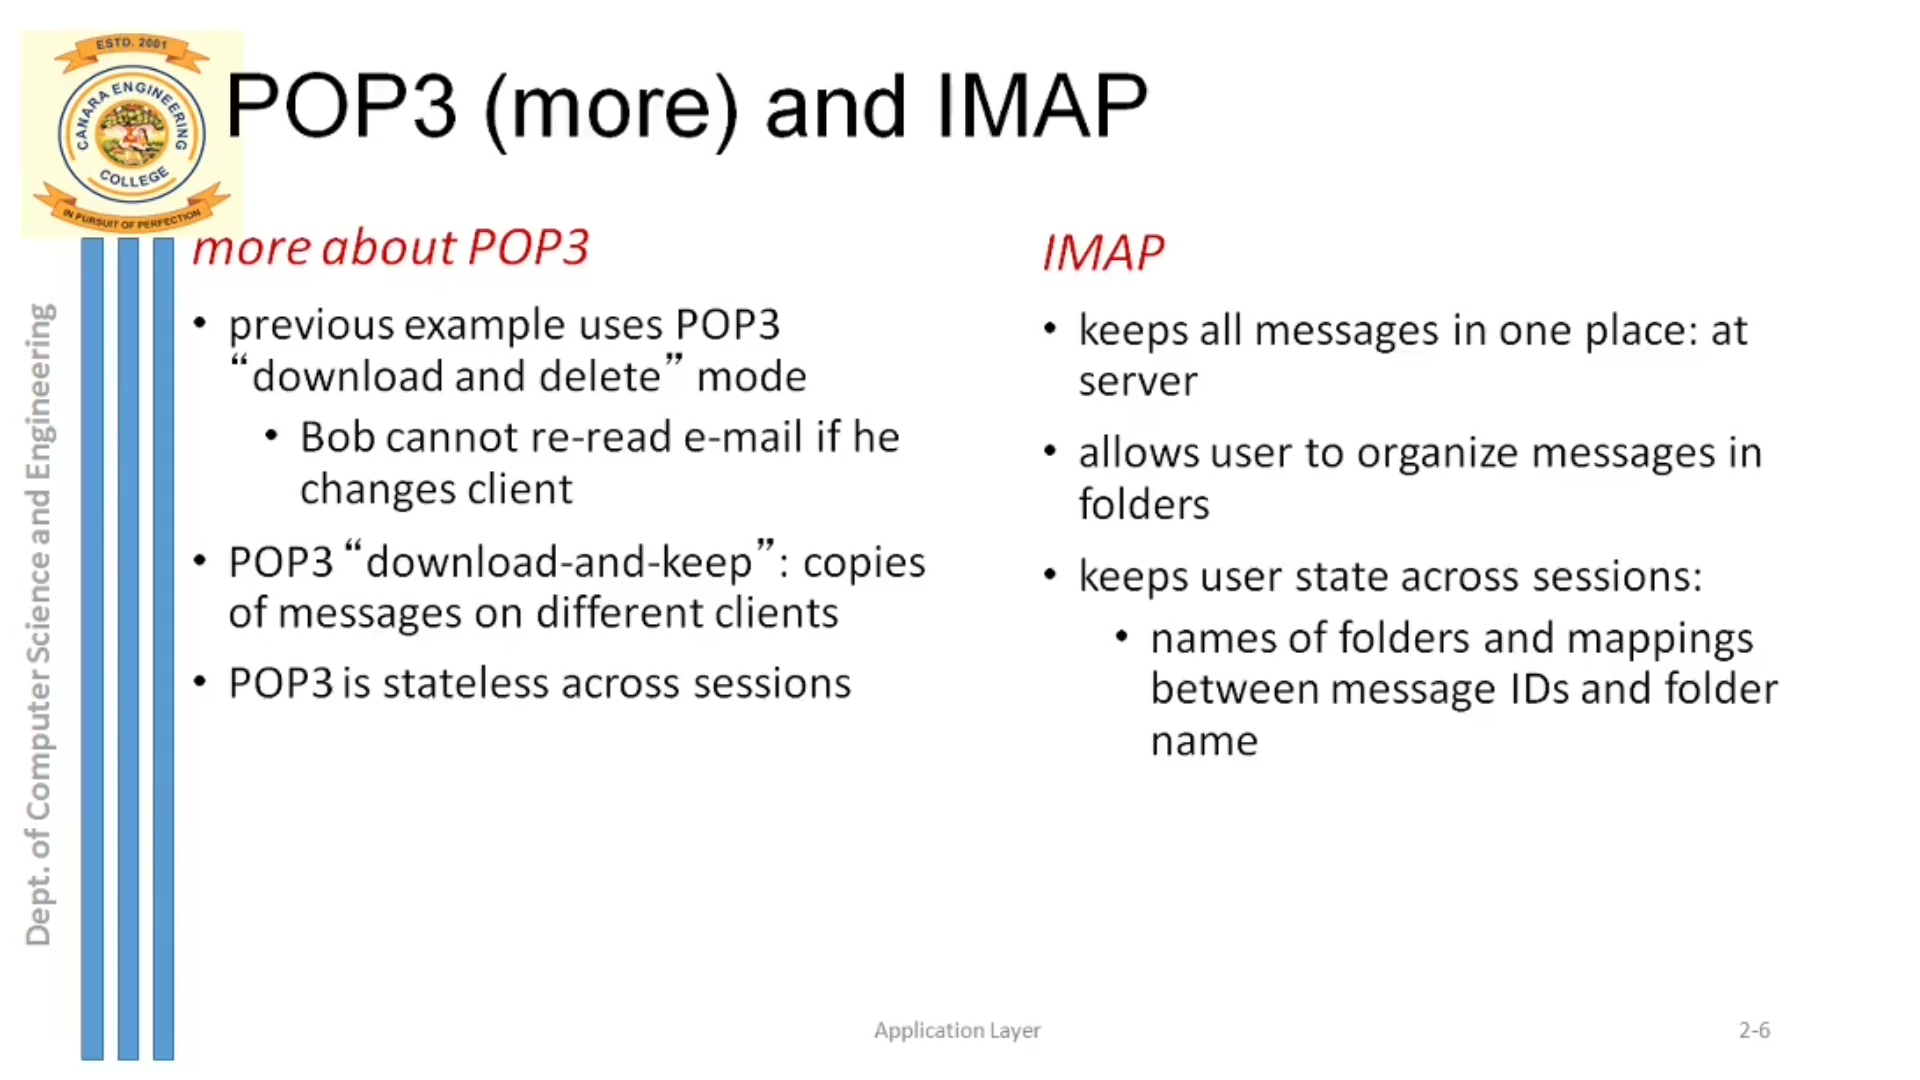 ESTD. 2001
CANARA ENGINEERING
COLLEGE
IN PURSUIT OF PERFECTION
POP3 (more) and IMAP
Dept. of Computer Science and Engineering
more about POP3
• previous example uses POP3
“download and delete” mode
• Bob cannot re-read e-mail if he
changes client
• POP3 “download-and-keep”: copies
of messages on different clients
• POP3 is stateless across sessions
IMAP
• keeps all messages in one place: at
server
• allows user to organize messages in
folders
• keeps user state across sessions:
• names of folders and mappings
between message IDs and folder
name
Application Layer
2-6